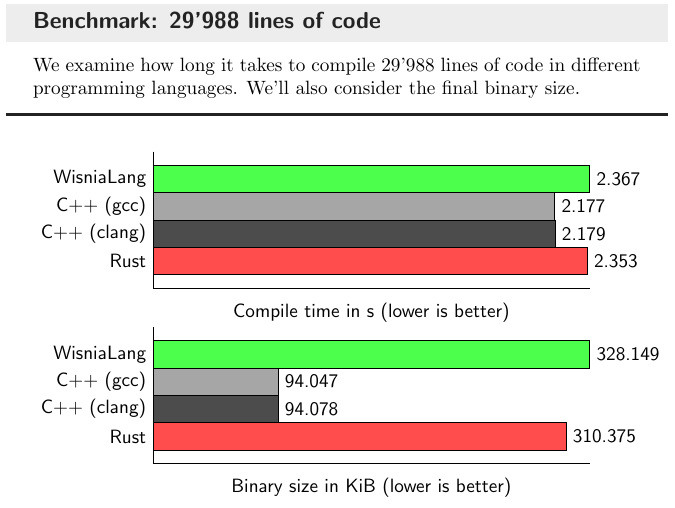 Benchmark: 29'988 lines of code
We examine how long it takes to compile 29'988 lines of code in different
programming languages. We'll also consider the final binary size.
WisniaLang 2.367
C++ (gcc) 2.177
C++ (clang) 2.179
Rust 2.353
Compile time in s (lower is better)
WisniaLang 328.149
C++ (gcc) 94.047
C++ (clang) 94.078
Rust 310.375
Binary size in KiB (lower is better)